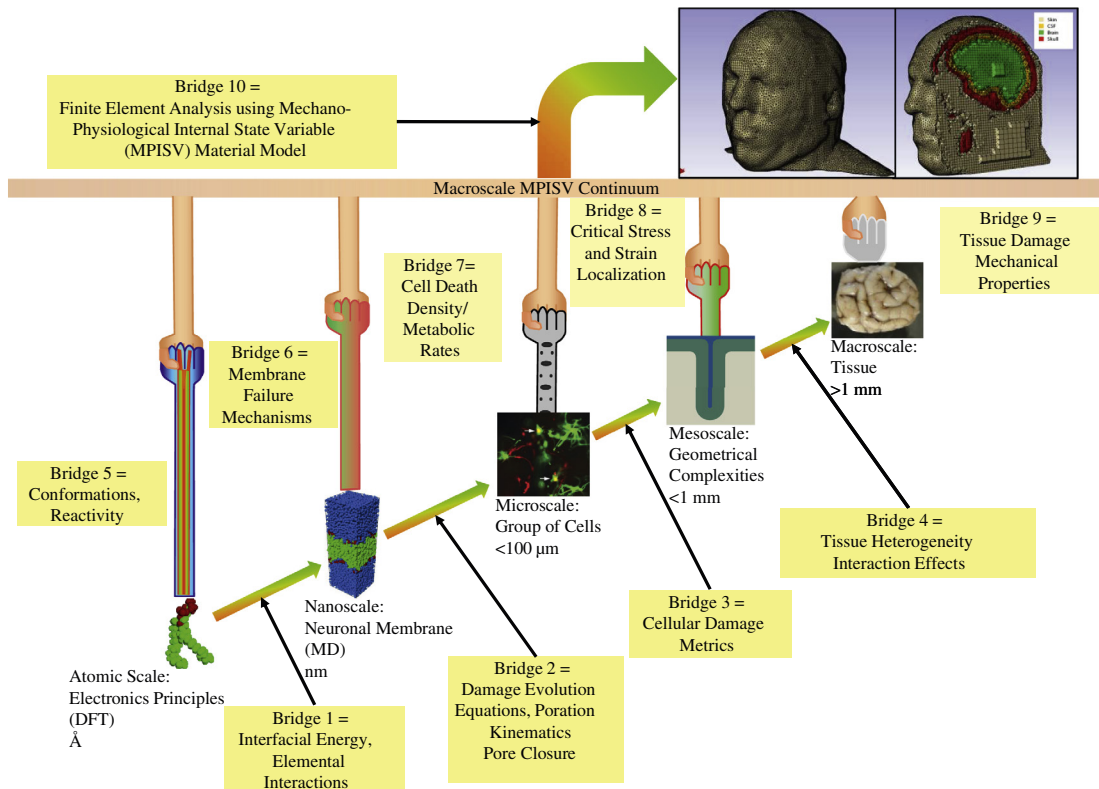 Skin
CSF
Brain
Skull
Bridge 10 =
Finite Element Analysis using Mechano-
Physiological Internal State Variable
(MPISV) Material Model
Macroscale MPISV Continuum
Bridge 8 =
Critical Stress
and Strain
Localization
Bridge 9 =
Tissue Damage
Mechanical
Properties
Bridge 7=
Cell Death
Density/
Metabolic
Rates
Bridge 6 =
Membrane
Failure
Mechanisms
Bridge 5 =
Conformations,
Reactivity
Macroscale:
Tissue
>1 mm
Mesoscale:
Geometrical
Complexities
<1 mm
Microscale:
Group of Cells
<100 µm
Nanoscale:
Neuronal Membrane
(MD)
nm
Atomic Scale:
Electronics Principles
(DFT)
Å
Bridge 1 =
Interfacial Energy,
Elemental
Interactions
Bridge 2 =
Damage Evolution
Equations, Poration
Kinematics
Pore Closure
Bridge 3 =
Cellular Damage
Metrics
Bridge 4 =
Tissue Heterogeneity
Interaction Effects